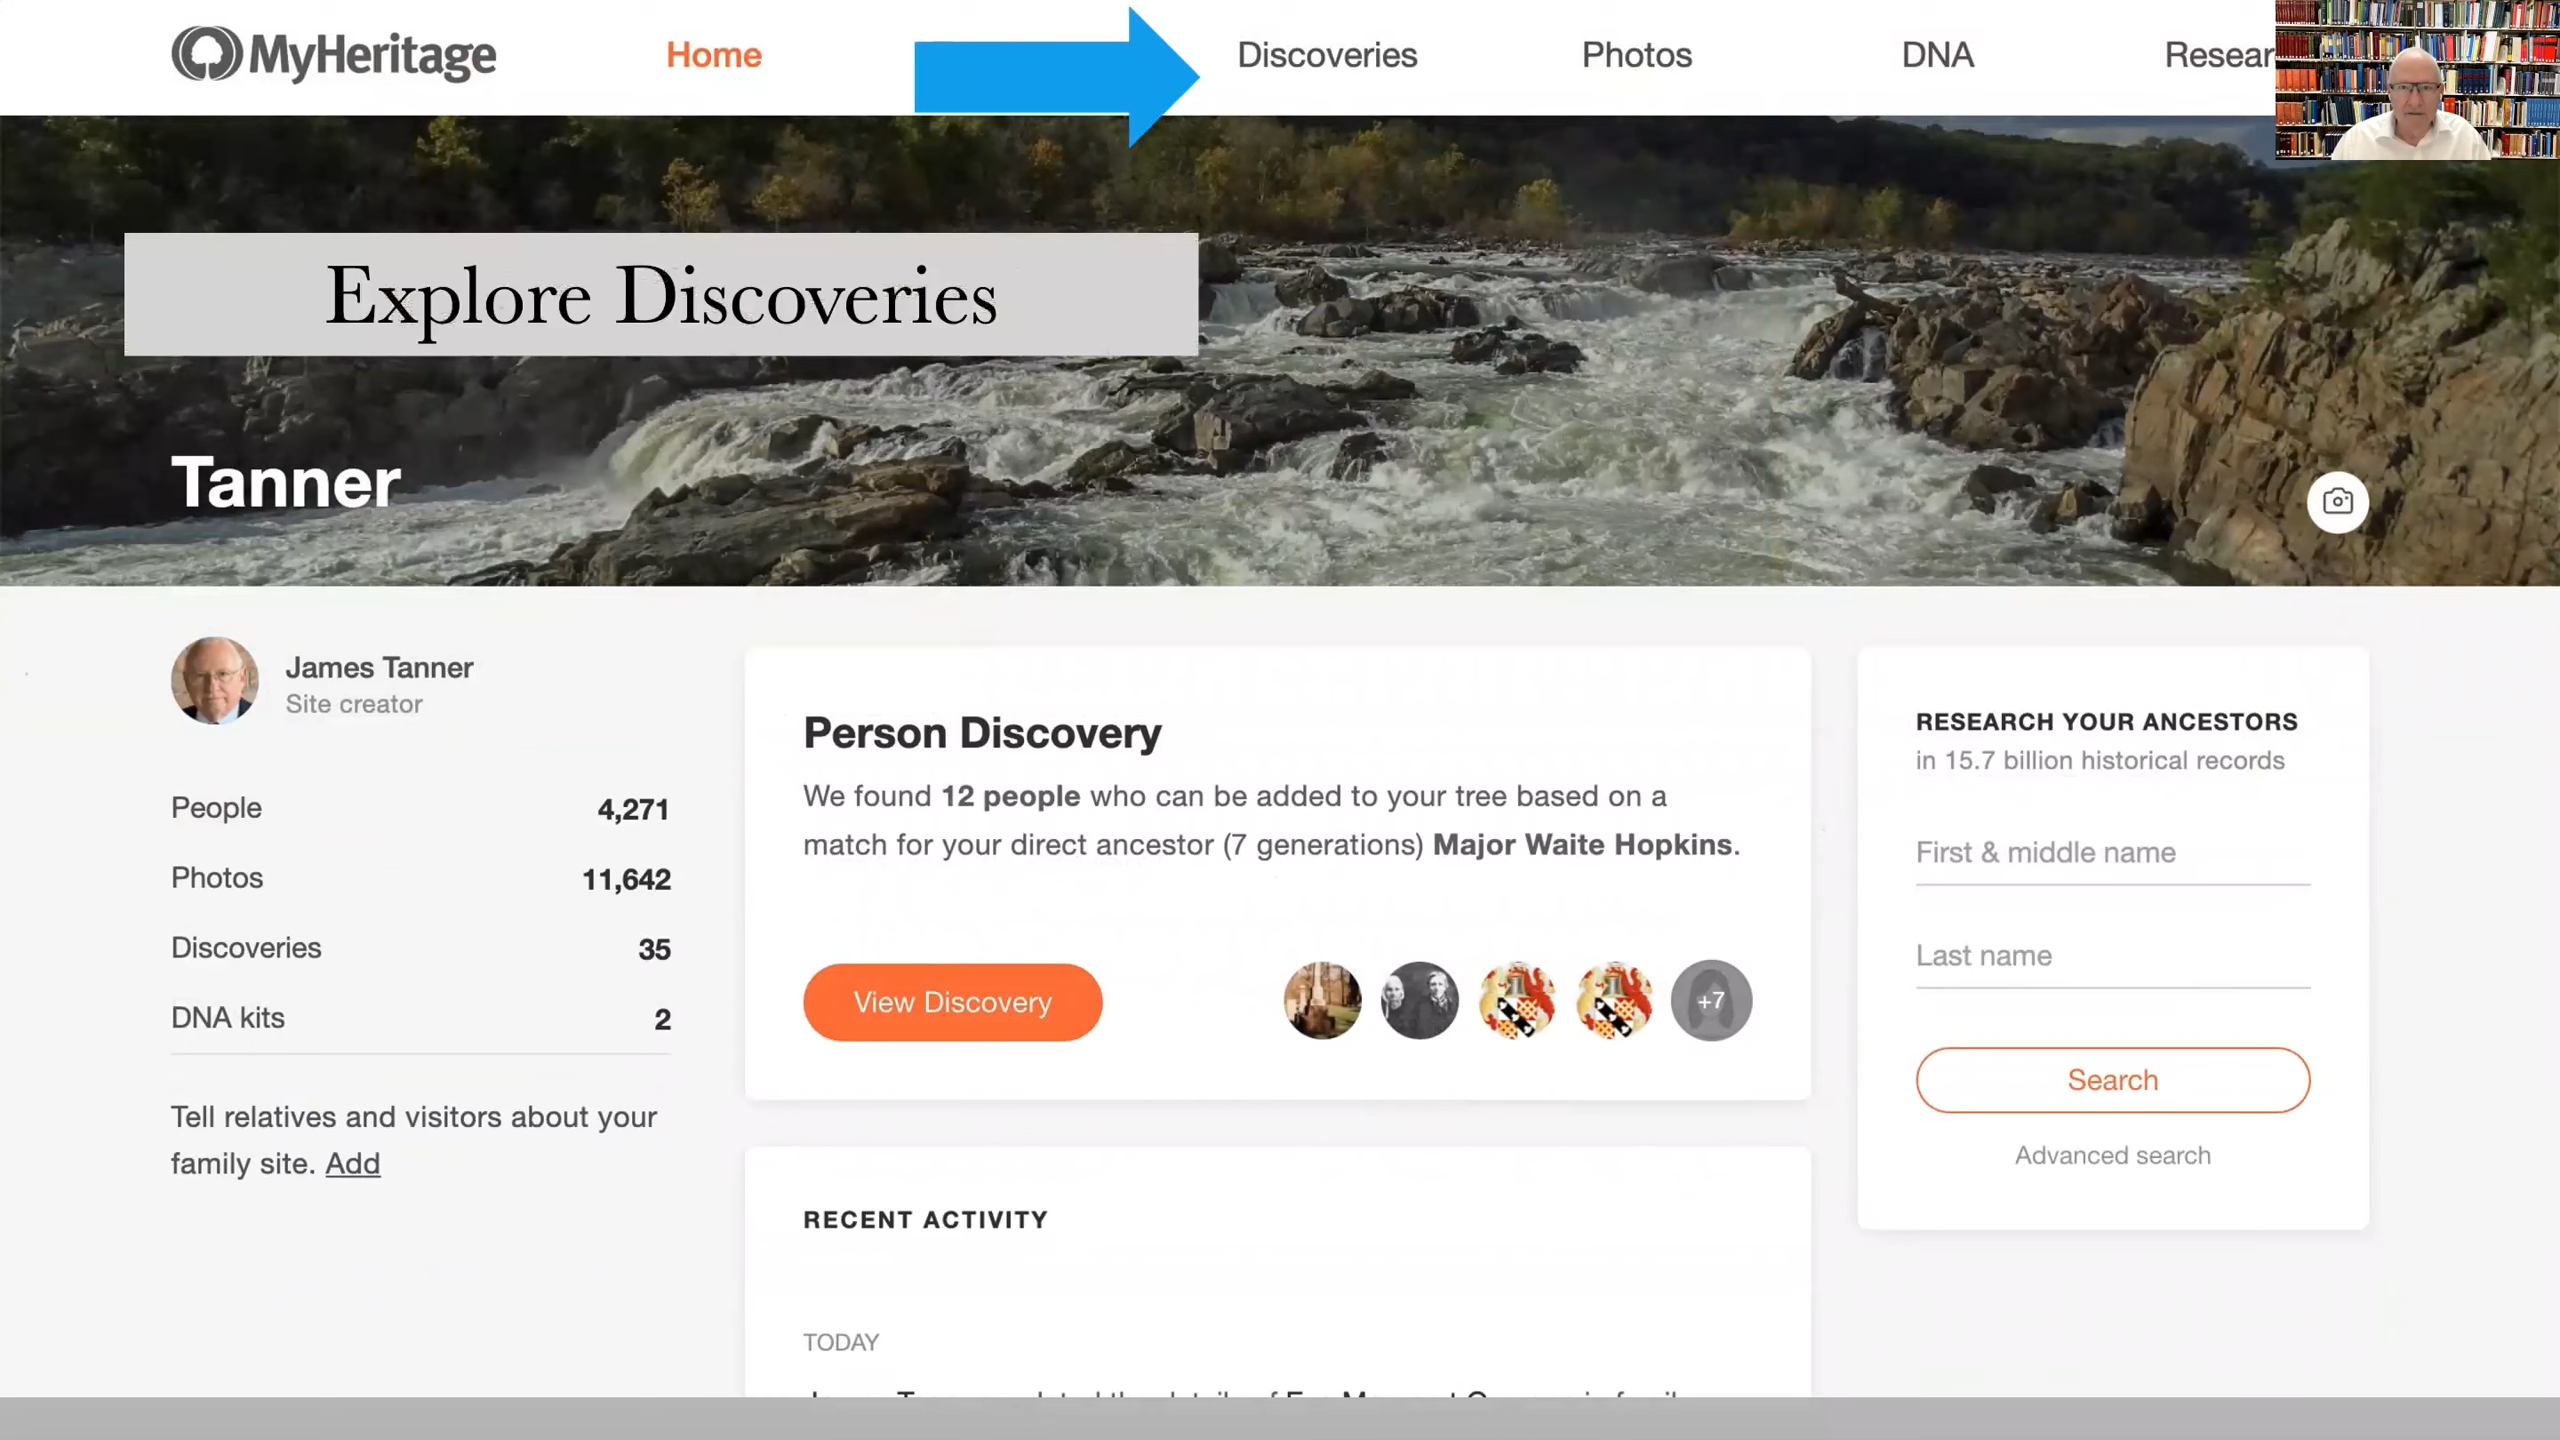 MyHeritage
Home
Discoveries
Photos
DNA
Resear
Explore Discoveries
Tanner
James Tanner
Site creator
People 4,271
Photos 11,642
Discoveries 35
DNA kits 2
Tell relatives and visitors about your
family site. Add
Person Discovery
We found 12 people who can be added to your tree based on a
match for your direct ancestor (7 generations) Major Waite Hopkins.
View Discovery
+7
RECENT ACTIVITY
TODAY
RESEARCH YOUR ANCESTORS
in 15.7 billion historical records
First & middle name
Last name
Search
Advanced search